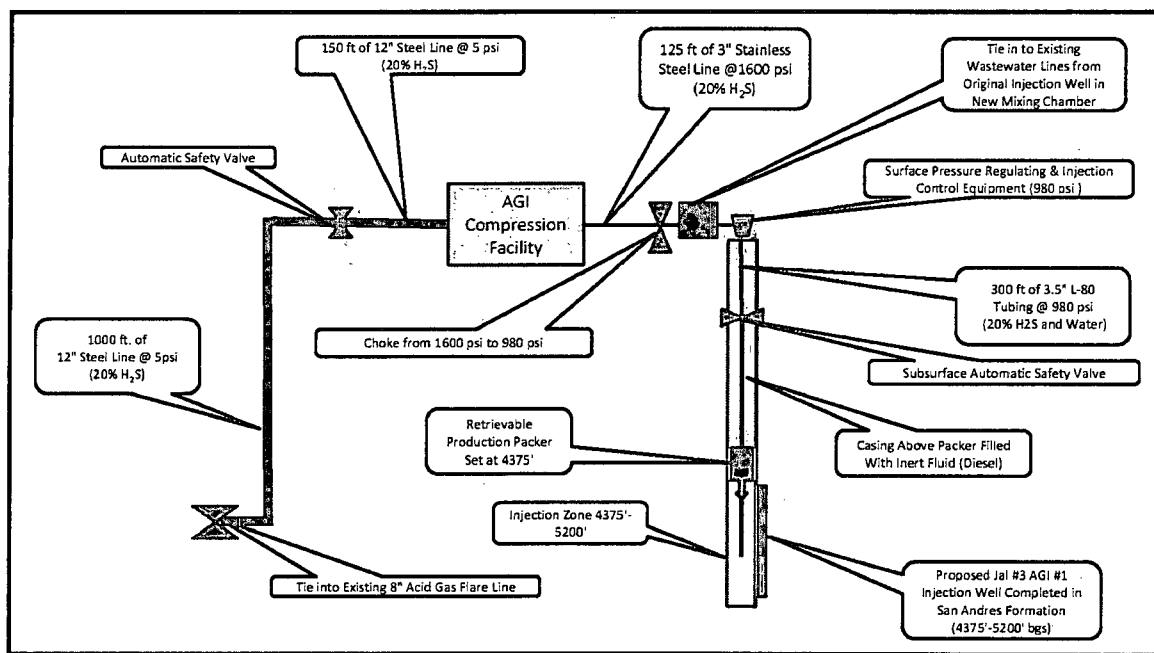 150 ft of 12" Steel Line @ 5 psi
(20% H₂S)
125 ft of 3" Stainless
Steel Line @1600 psi
(20% H₂S)
Tie in to Existing
Wastewater Lines from
Original Injection Well in
New Mixing Chamber
Automatic Safety Valve
Surface Pressure Regulating & Injection
Control Equipment (980 psi )
AGI
Compression
Facility
300 ft of 3.5" L-80
Tubing @ 980 psi
(20% H2S and Water)
1000 ft. of
12" Steel Line @ 5psi
(20% H₂S)
Choke from 1600 psi to 980 psi
Subsurface Automatic Safety Valve
Retrievable
Production Packer
Set at 4375'
Casing Above Packer Filled
With Inert Fluid (Diesel)
Injection Zone 4375'-
5200'
Tie into Existing 8" Acid Gas Flare Line
Proposed Jal #3 AGI #1
Injection Well Completed in
San Andres Formation
(4375'-5200' bgs)